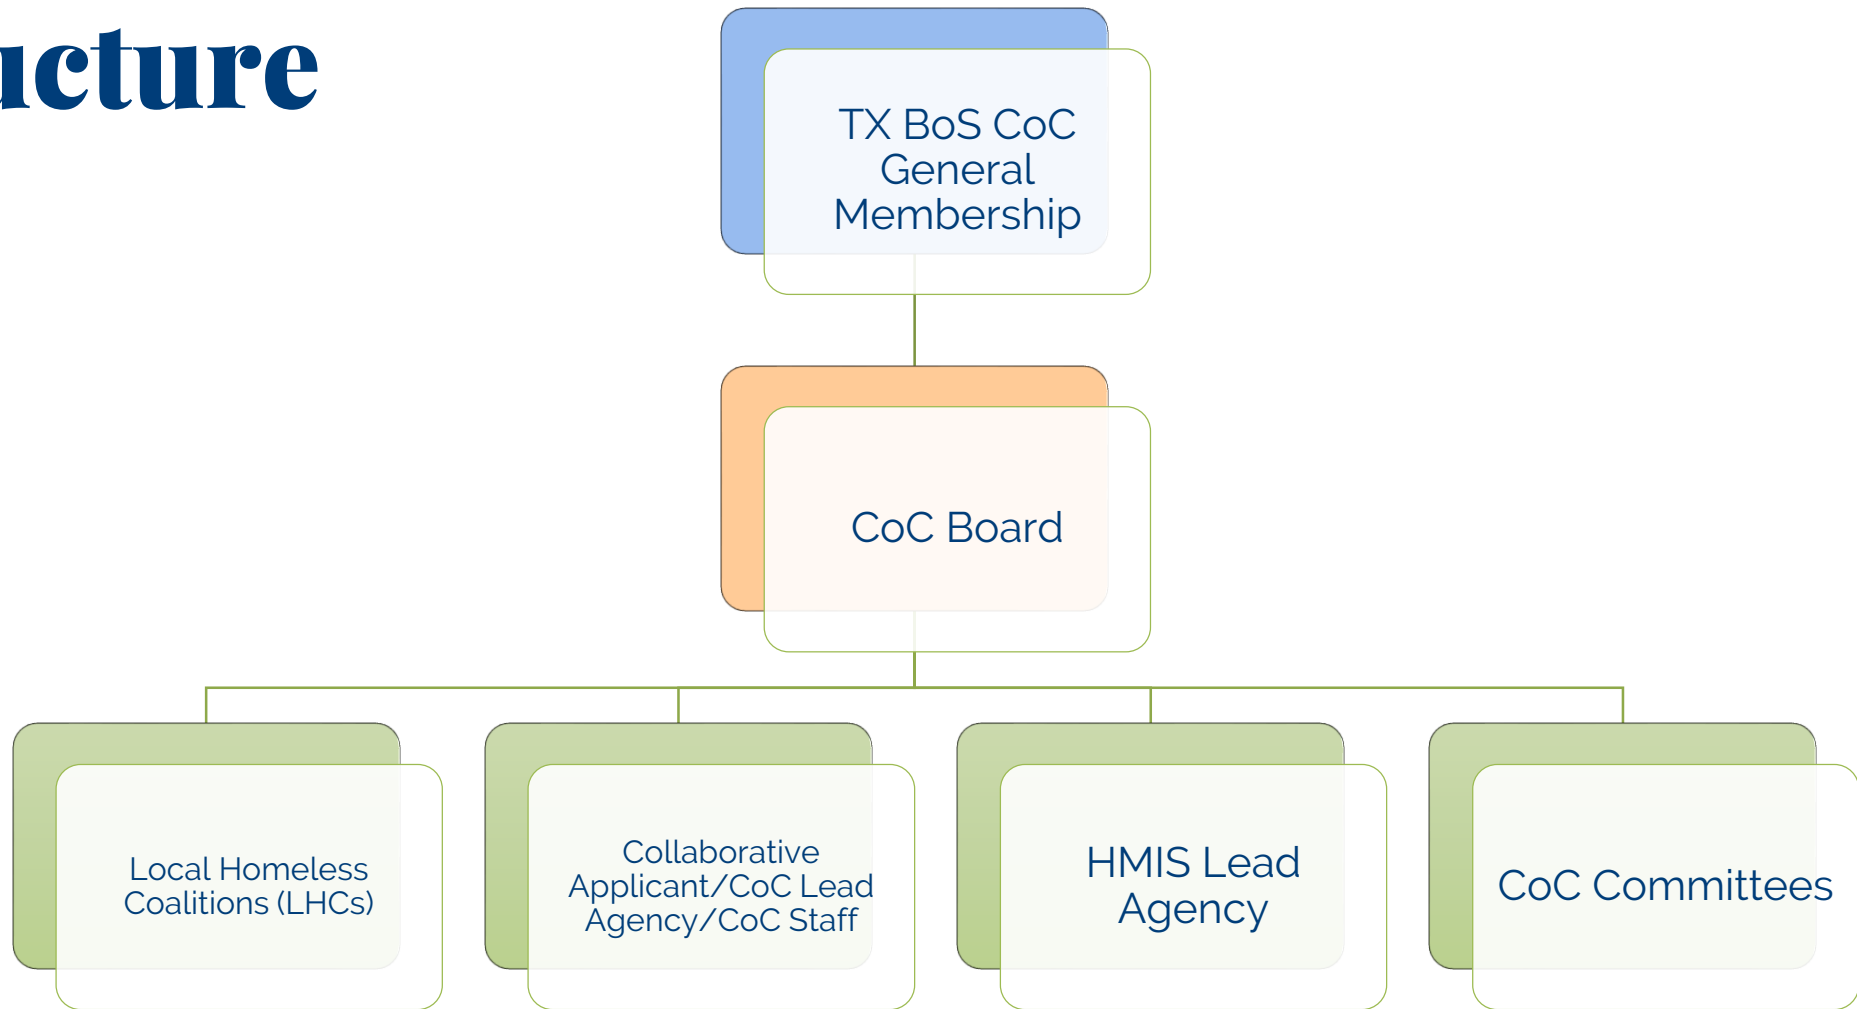 ucture
TX BoS CoC
General
Membership
CoC Board
Local Homeless
Coalitions (LHCs)
Collaborative
Applicant/CoC Lead
Agency/CoC Staff
HMIS Lead
Agency
CoC Committees